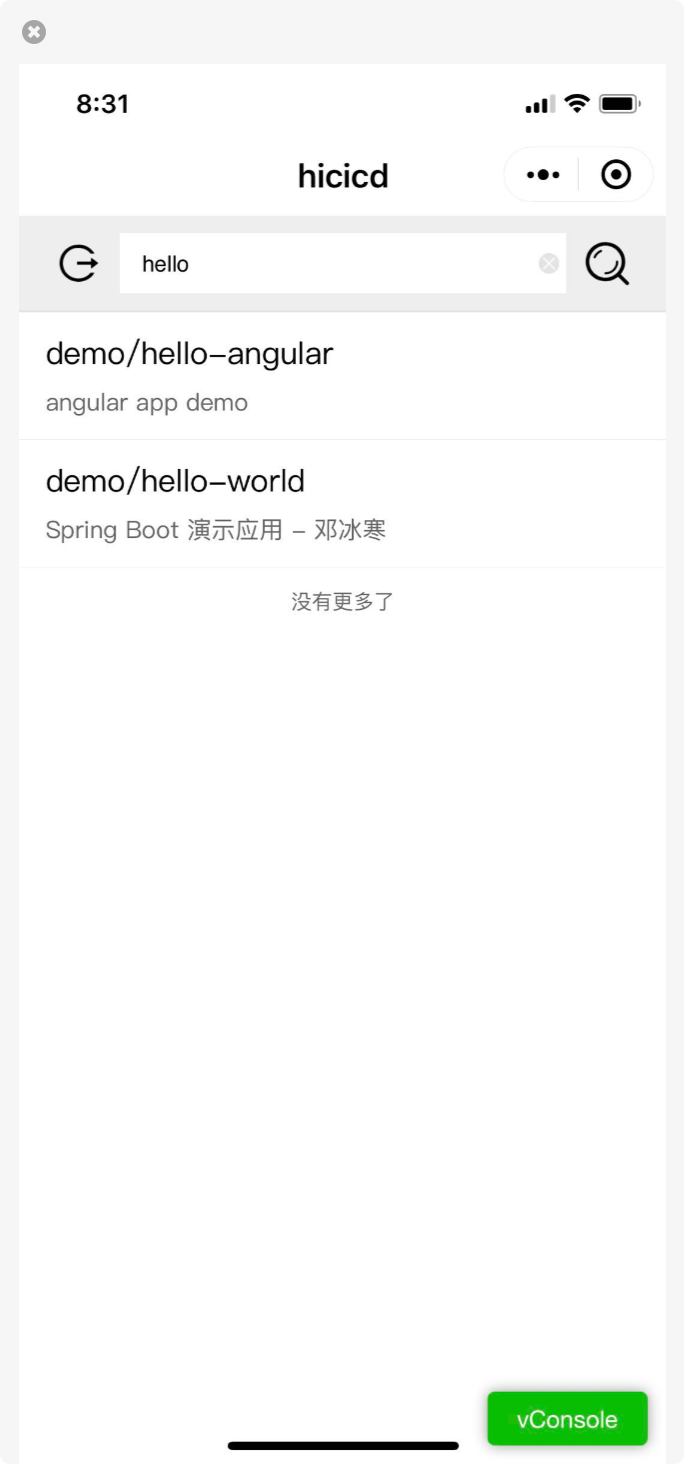 8:31
hicicd
hello
demo/hello-angular
angular app demo
demo/hello-world
Spring Boot 演示应用 - 邓冰寒
没有更多了
vConsole